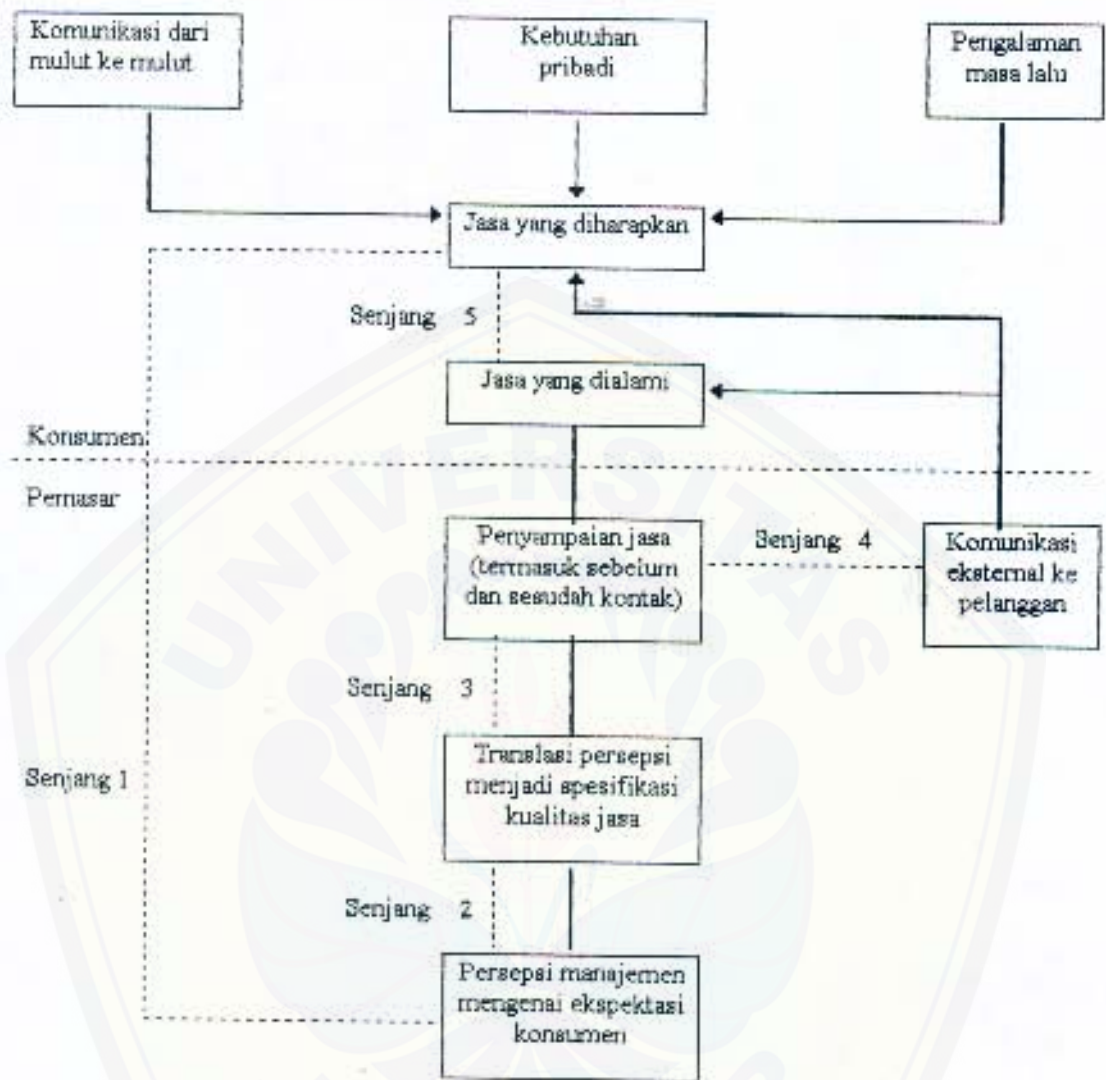 Komunikasi dari
mulut ke mulut
Kebutuhan
pribadi
Pengalaman
masa lalu
Jasa yang diharapkan
Senjang 5
Jasa yang dialami
Konsumen
Pemasar
Penyampaian jasa
(termasuk sebelum
dan sesudah kontak)
Senjang 4
Komunikasi
eksternal ke
pelanggan
Senjang 3
Translasi persepsi
menjadi spesifikasi
kualitas jasa
Senjang 1
Senjang 2
Persepsi manajemen
mengenai ekspektasi
konsumen
UNIVERSITAS